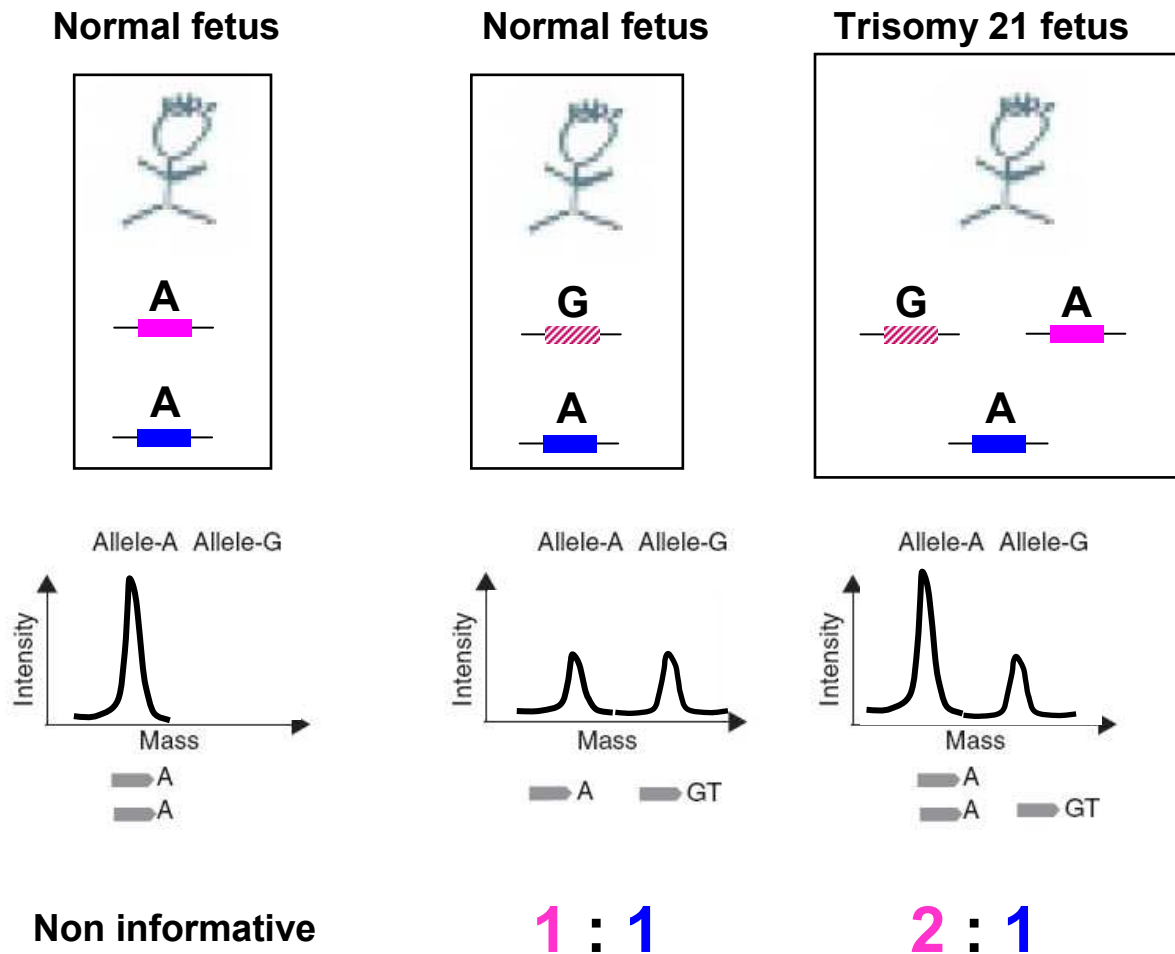 Normal fetus
Normal fetus
Trisomy 21 fetus
A
A
G
A
G
A
A
Allele-A Allele-G
Intensity
Mass
A
A
Allele-A Allele-G
Intensity
Mass
A
GT
Allele-A Allele-G
Intensity
Mass
A
A
GT
Non informative
1 : 1
2 : 1